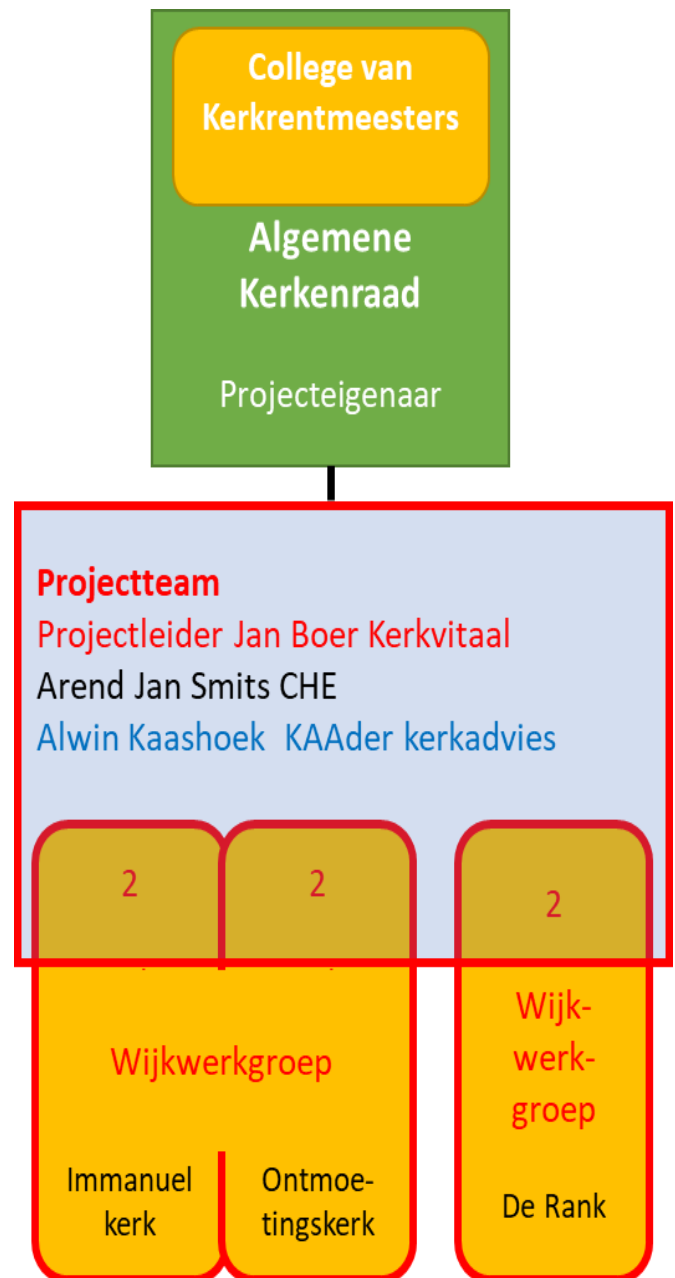 College van
Kerkrentmeesters
Algemene
Kerkenraad
Projecteigenaar
Projectteam
Projectleider Jan Boer Kerkvitaal
Arend Jan Smits CHE
Alwin Kaashoek KAAder kerkadvies
2
2
2
Wijkwerkgroep
Immanuel
kerk
Ontmoe-
tingskerk
Wijk-
werk-
groep
De Rank